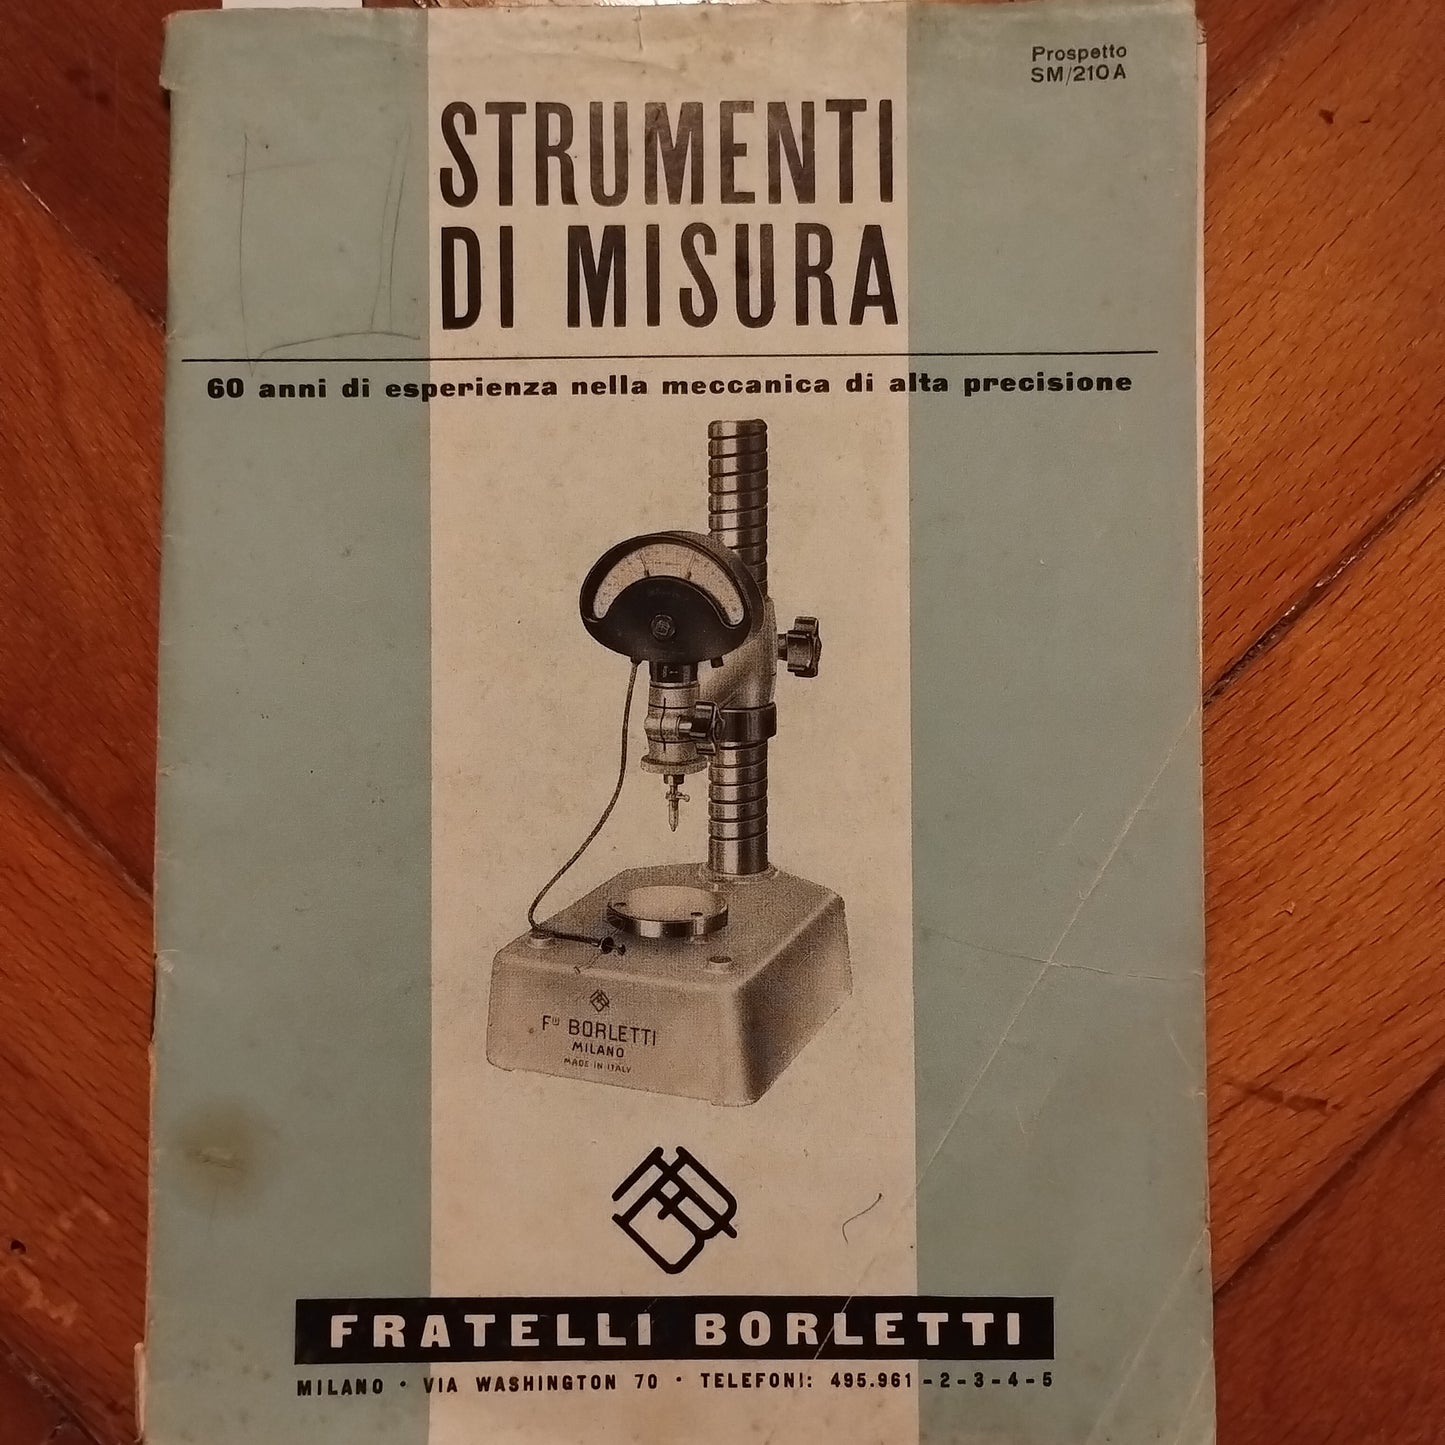 Prospetto
SM/210A
STRUMENTI
DI MISURA
60 anni di esperienza nella meccanica di alta precisione
Flli BORLETTI
MILANO
MADE IN ITALY
FRATELLI BORLETTI
MILANO • VIA WASHINGTON 70 • TELEFONI: 495.961-2-3-4-5